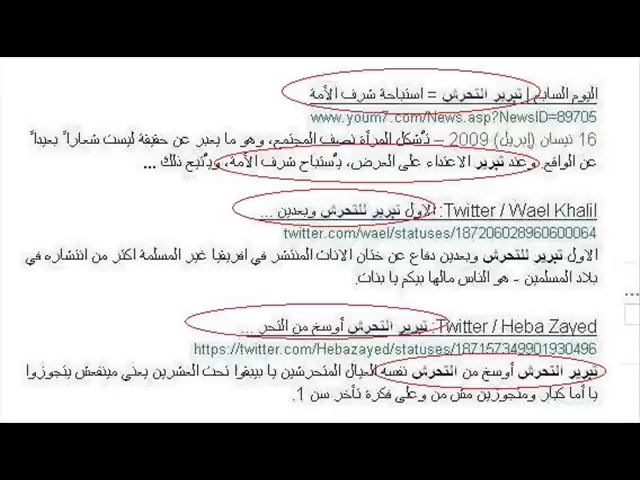 اليوم السابع | تبرير التحرش = استباحة شرف الأمة
www.youm7.com/News.asp?NewsID=89705
16 نيسان (إبريل) 2009 – تُشكل المرأة نصف المجتمع، وهو ما يعبر عن حقيقة ليست شعاراً بعيداً
عن الواقع. وعند تبرير الاعتداء على العرض، يُستباح شرف الأمة، ويُتبع ذلك ...
Twitter / Wael Khalil: الاول تبرير للتحرش وبعدين ...
twitter.com/wael/statuses/187206028960600064
الاول تبرير للتحرش وبعدين دفاع عن ختان الاناث المنتشر في افريقيا غير المسلمة اكثر من انتشاره في
بلاد المسلمين - هو الناس مالها بيكم يا بنات.
Twitter / Heba Zayed: تبرير التحرش أوسخ من التحر ...
https://twitter.com/Hebazayed/statuses/187157349901930496
تبرير التحرش أوسخ من التحرش نفسه العيال المتحرشين يا بيبقوا تحت العشرين يعني مينفعش يتجوزوا
يا أما كبار ومتجوزين مش من وعلى فكرة تأخر سن 1.
...